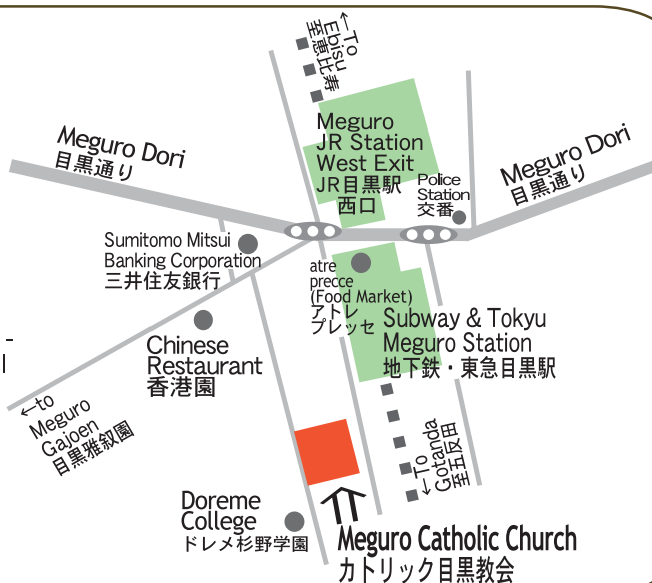 ←To
Ebisu
至恵比寿
Meguro Dori
目黒通り
Meguro
JR Station
West Exit
JR目黒駅
西口
Police
Station
交番
Meguro Dori
目黒通り
Sumitomo Mitsui
Banking Corporation
三井住友銀行
atre
precce
(Food Market)
アトレ
プレッセ
Subway & Tokyu
Meguro Station
地下鉄・東急目黒駅
Chinese
Restaurant
香港園
←to
Meguro
Gajoen
目黒雅叙園
←To
Gotanda
至五反田
Doreme
College
ドレメ杉野学園
Meguro Catholic Church
カトリック目黒教会